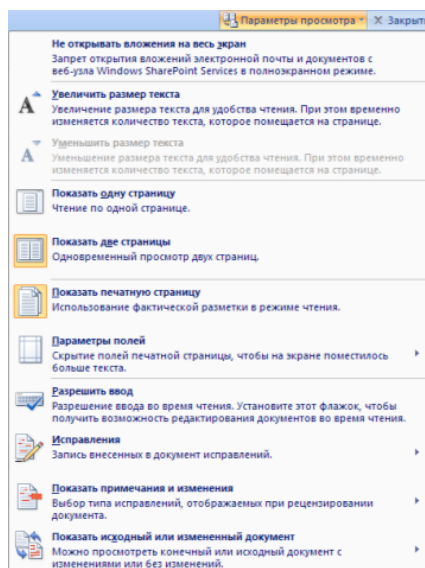 Параметры просмотра Закрыть
Не открывать вложения на весь экран
Запрет открытия вложений электронной почты и документов с
веб-узла Windows SharePoint Services в полноэкранном режиме.
Увеличить размер текста
Увеличение размера текста для удобства чтения. При этом временно
изменяется количество текста, которое помещается на странице.
Уменьшить размер текста
Уменьшение размера текста для удобства чтения. При этом временно
изменяется количество текста, которое помещается на странице.
Показать одну страницу
Чтение по одной странице.
Показать две страницы
Одновременный просмотр двух страниц.
Показать печатную страницу
Использование фактической разметки в режиме чтения.
Параметры полей
Скрытие полей печатной страницы, чтобы на экране поместилось
больше текста.
Разрешить ввод
Разрешение ввода во время чтения. Установите этот флажок, чтобы
получить возможность редактирования документов во время чтения.
Исправления
Запись внесенных в документ исправлений.
Показать примечания и изменения
Выбор типа исправлений, отображаемых при рецензировании
документа.
Показать исходный или измененный документ
Можно просмотреть конечный или исходный документ с
изменениями или без изменений.